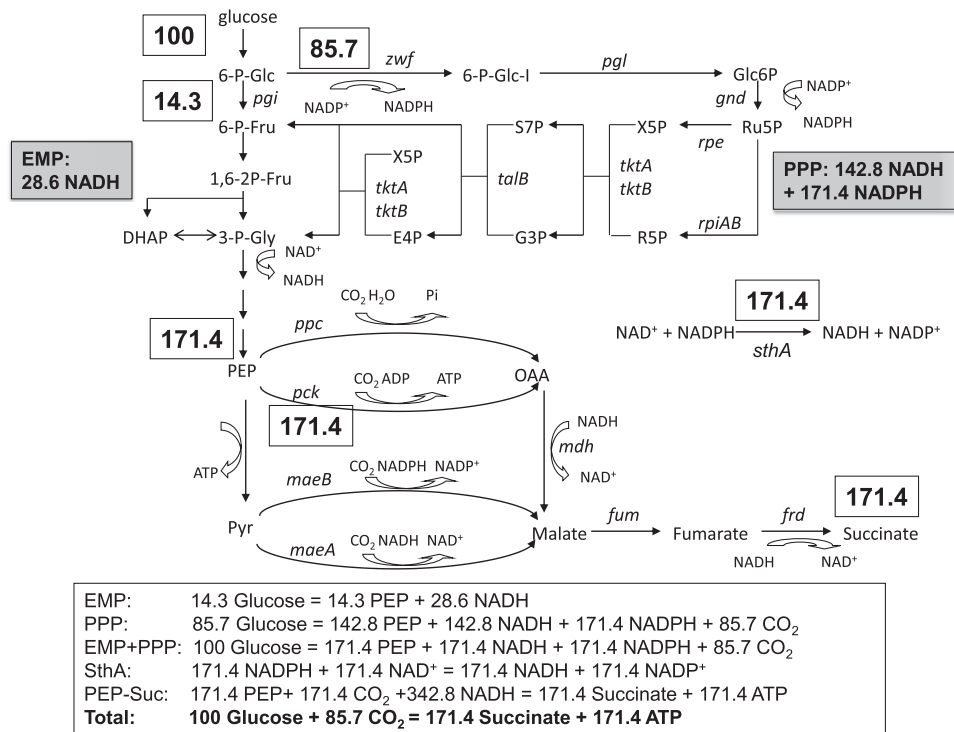 glucose
100
85.7
zwf
pgl
6-P-Glc
6-P-Glc-I
Glc6P
14.3
pgi
NADP⁺
NADPH
gnd
NADP⁺
NADPH
6-P-Fru
S7P
X5P
Ru5P
rpe
EMP:
28.6 NADH
X5P
1,6-2P-Fru
tktA
tktB
talB
tktA
tktB
PPP: 142.8 NADH
+ 171.4 NADPH
rpiAB
DHAP
3-P-Gly
E4P
G3P
R5P
NAD⁺
NADH
CO₂ H₂O
Pi
171.4
171.4
ppc
NAD⁺ + NADPH
NADH + NADP⁺
sthA
PEP
CO₂ ADP
ATP
OAA
pck
171.4
NADH
mdh
NAD⁺
ATP
maeB
CO₂ NADPH
NADP⁺
171.4
Pyr
Malate
fum
Fumarate
frd
Succinate
maeA
CO₂ NADH
NAD⁺
NADH
NAD⁺
EMP: 14.3 Glucose = 14.3 PEP + 28.6 NADH
PPP: 85.7 Glucose = 142.8 PEP + 142.8 NADH + 171.4 NADPH + 85.7 CO₂
EMP+PPP: 100 Glucose = 171.4 PEP + 171.4 NADH + 171.4 NADPH + 85.7 CO₂
SthA: 171.4 NADPH + 171.4 NAD⁺ = 171.4 NADH + 171.4 NADP⁺
PEP-Suc: 171.4 PEP+ 171.4 CO₂ +342.8 NADH = 171.4 Succinate + 171.4 ATP
Total: 100 Glucose + 85.7 CO₂ = 171.4 Succinate + 171.4 ATP